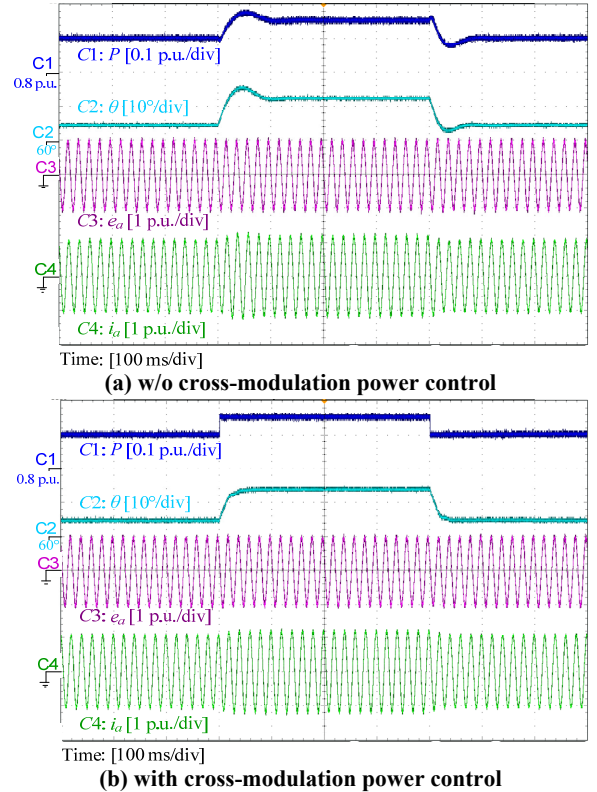 C1: P [0.1 p.u./div]
C1
0.8 p.u.
C2: θ [10°/div]
C2
60°
C3
C3: eₐ [1 p.u./div]
C4
C4: iₐ [1 p.u./div]
Time: [100 ms/div]
(a) w/o cross-modulation power control
C1: P [0.1 p.u./div]
C1
0.8 p.u.
C2: θ [10°/div]
C2
60°
C3
C3: eₐ [1 p.u./div]
C4
C4: iₐ [1 p.u./div]
Time: [100 ms/div]
(b) with cross-modulation power control